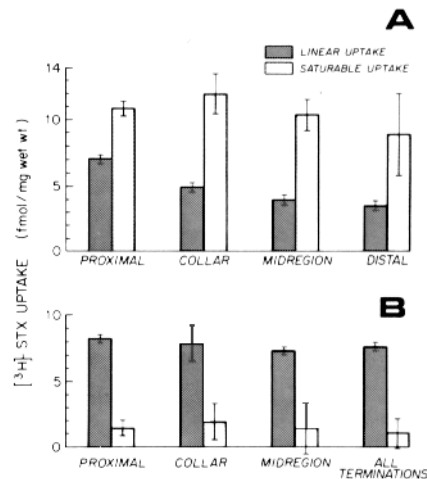 A
LINEAR UPTAKE
SATURABLE UPTAKE
14
10
5
0
PROXIMAL COLLAR MIDREGION DISTAL
[³H]-STX UPTAKE (fmol/mg wet wt)
B
10
5
0
PROXIMAL COLLAR MIDREGION ALL
TERMINATIONS